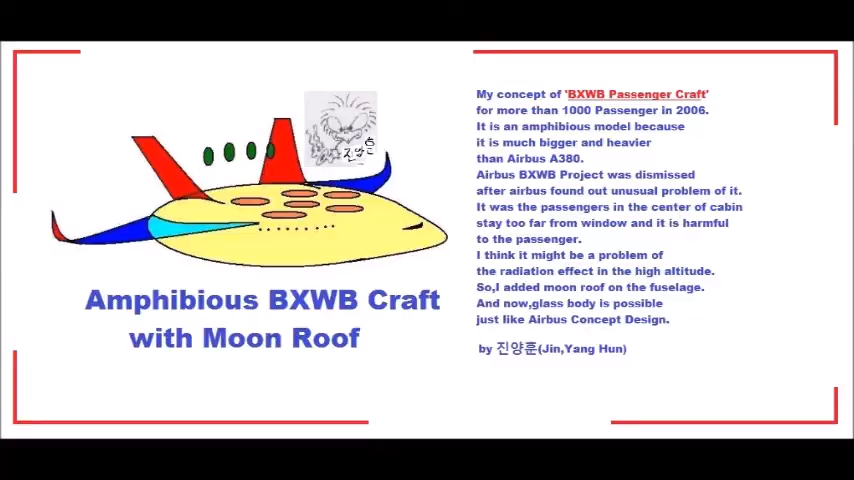 My concept of 'BXWB Passenger Craft'
for more than 1000 Passenger in 2006.
It is an amphibious model because
it is much bigger and heavier
than Airbus A380.
Airbus BXWB Project was dismissed
after airbus found out unusual problem of it.
It was the passengers in the center of cabin
stay too far from window and it is harmful
to the passenger.
I think it might be a problem of
the radiation effect in the high altitude.
So,I added moon roof on the fuselage.
And now,glass body is possible
just like Airbus Concept Design.
by 진양훈(Jin,Yang Hun)
진양훈
Amphibious BXWB Craft
with Moon Roof